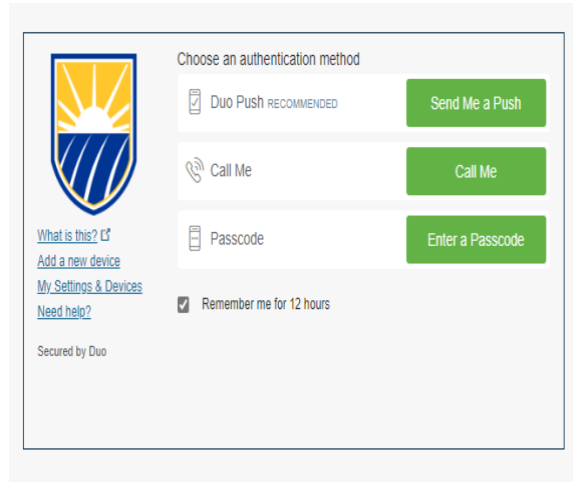 Choose an authentication method
Duo Push RECOMMENDED
Send Me a Push
Call Me
Call Me
Passcode
Enter a Passcode
Remember me for 12 hours
What is this?
Add a new device
My Settings & Devices
Need help?
Secured by Duo